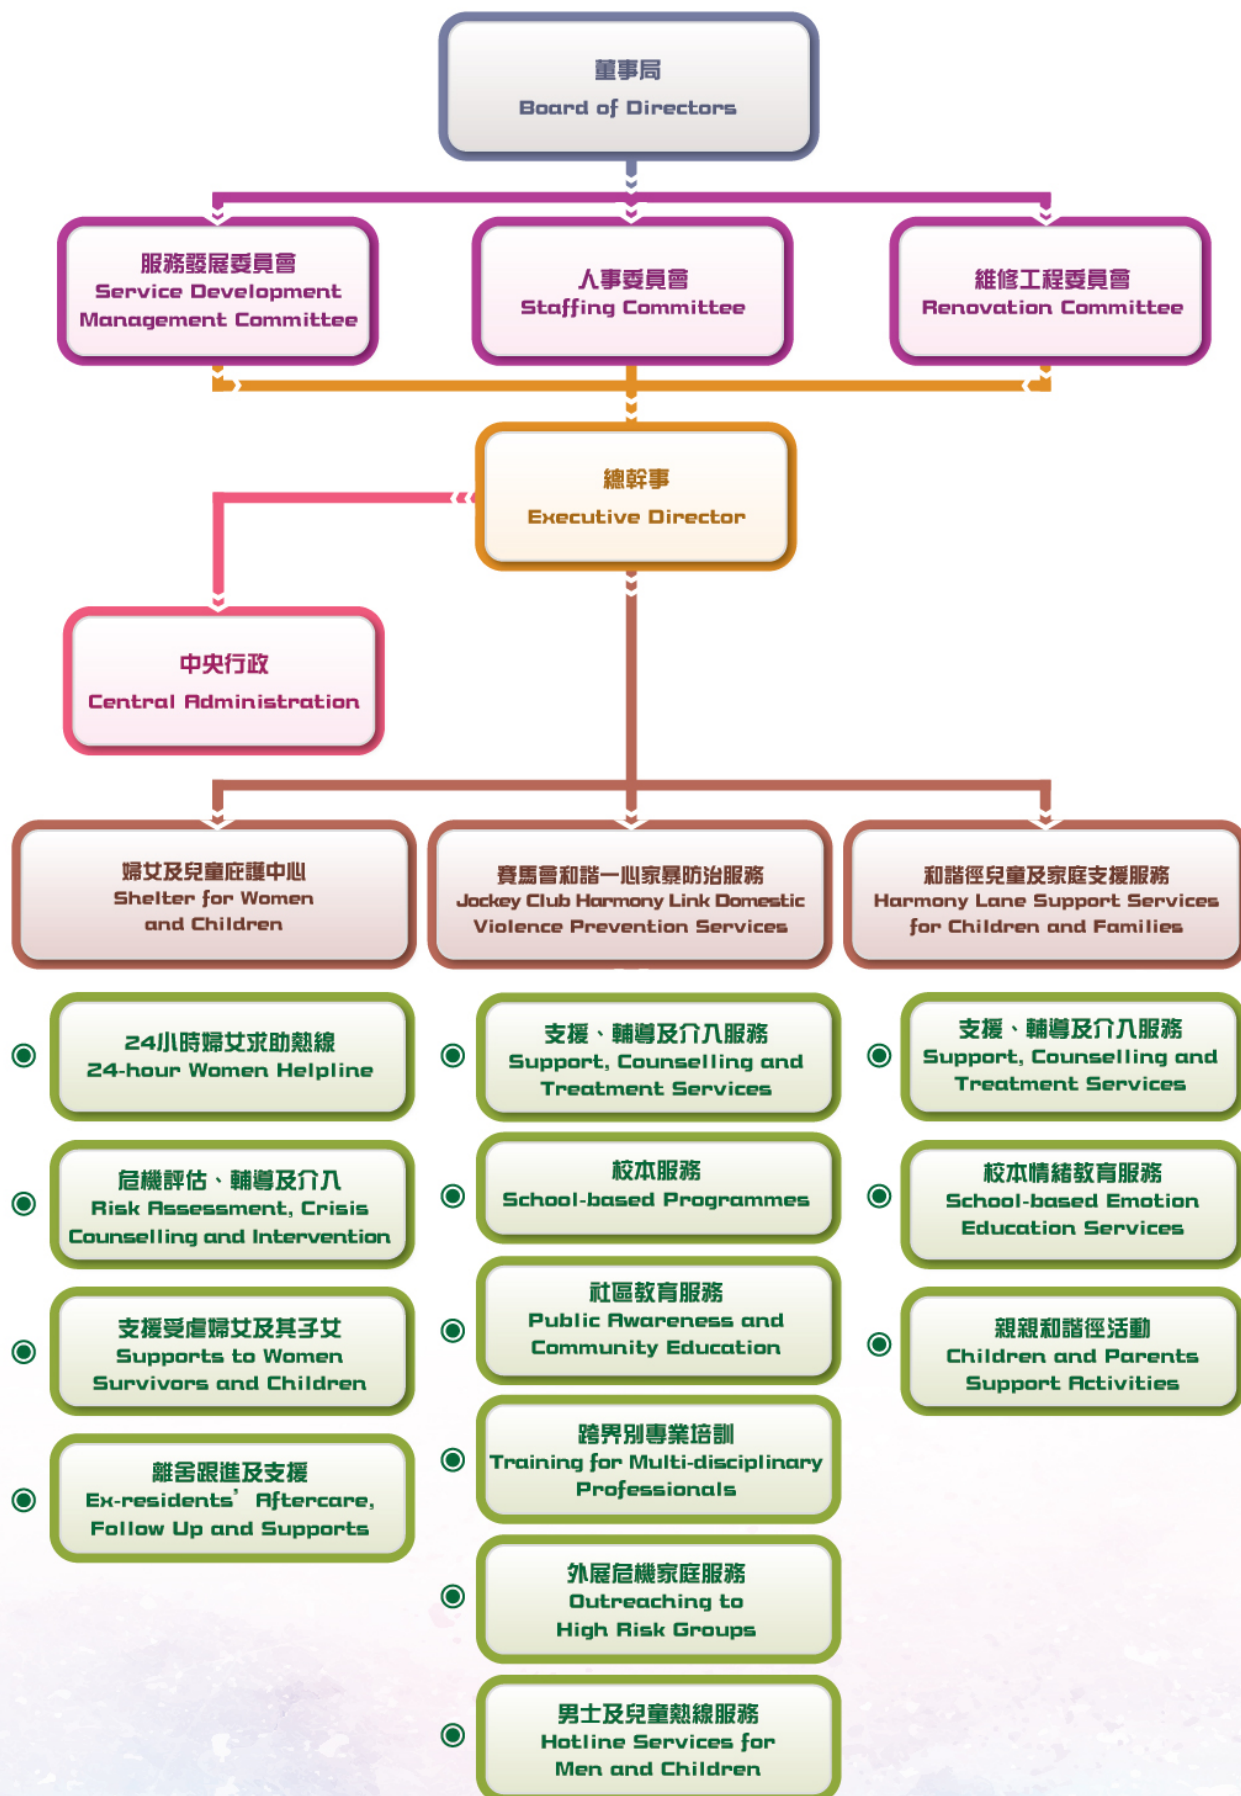 董事局
Board of Directors
服務發展委員會
Service Development
Management Committee
人事委員會
Staffing Committee
維修工程委員會
Renovation Committee
總幹事
Executive Director
中央行政
Central Administration
婦女及兒童庇護中心
Shelter for Women
and Children
賽馬會和諧一心家暴防治服務
Jockey Club Harmony Link Domestic
Violence Prevention Services
和諧徑兒童及家庭支援服務
Harmony Lane Support Services
for Children and Families
24小時婦女求助熱線
24-hour Women Helpline
危機評估、輔導及介入
Risk Assessment, Crisis
Counselling and Intervention
支援受虐婦女及其子女
Supports to Women
Survivors and Children
離舍跟進及支援
Ex-residents’ Aftercare,
Follow Up and Supports
支援、輔導及介入服務
Support, Counselling and
Treatment Services
校本服務
School-based Programmes
社區教育服務
Public Awareness and
Community Education
跨界別專業培訓
Training for Multi-disciplinary
Professionals
外展危機家庭服務
Outreaching to
High Risk Groups
男士及兒童熱線服務
Hotline Services for
Men and Children
支援、輔導及介入服務
Support, Counselling and
Treatment Services
校本情緒教育服務
School-based Emotion
Education Services
親親和諧徑活動
Children and Parents
Support Activities